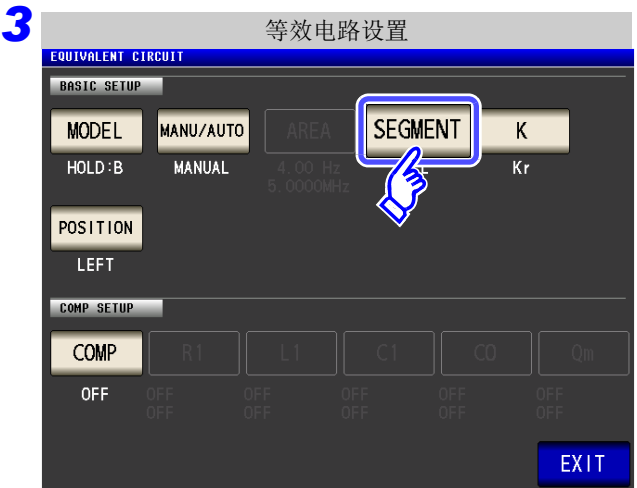 3
等效电路设置
EQUIVALENT CIRCUIT
BASIC SETUP
MODEL MANU/AUTO AREA SEGMENT K
HOLD:B MANUAL 4.00 Hz Kr
5.0000MHz
POSITION
LEFT
COMP SETUP
COMP R1 L1 C1 C0 Qm
OFF OFF OFF OFF OFF OFF
OFF OFF OFF OFF OFF
EXIT